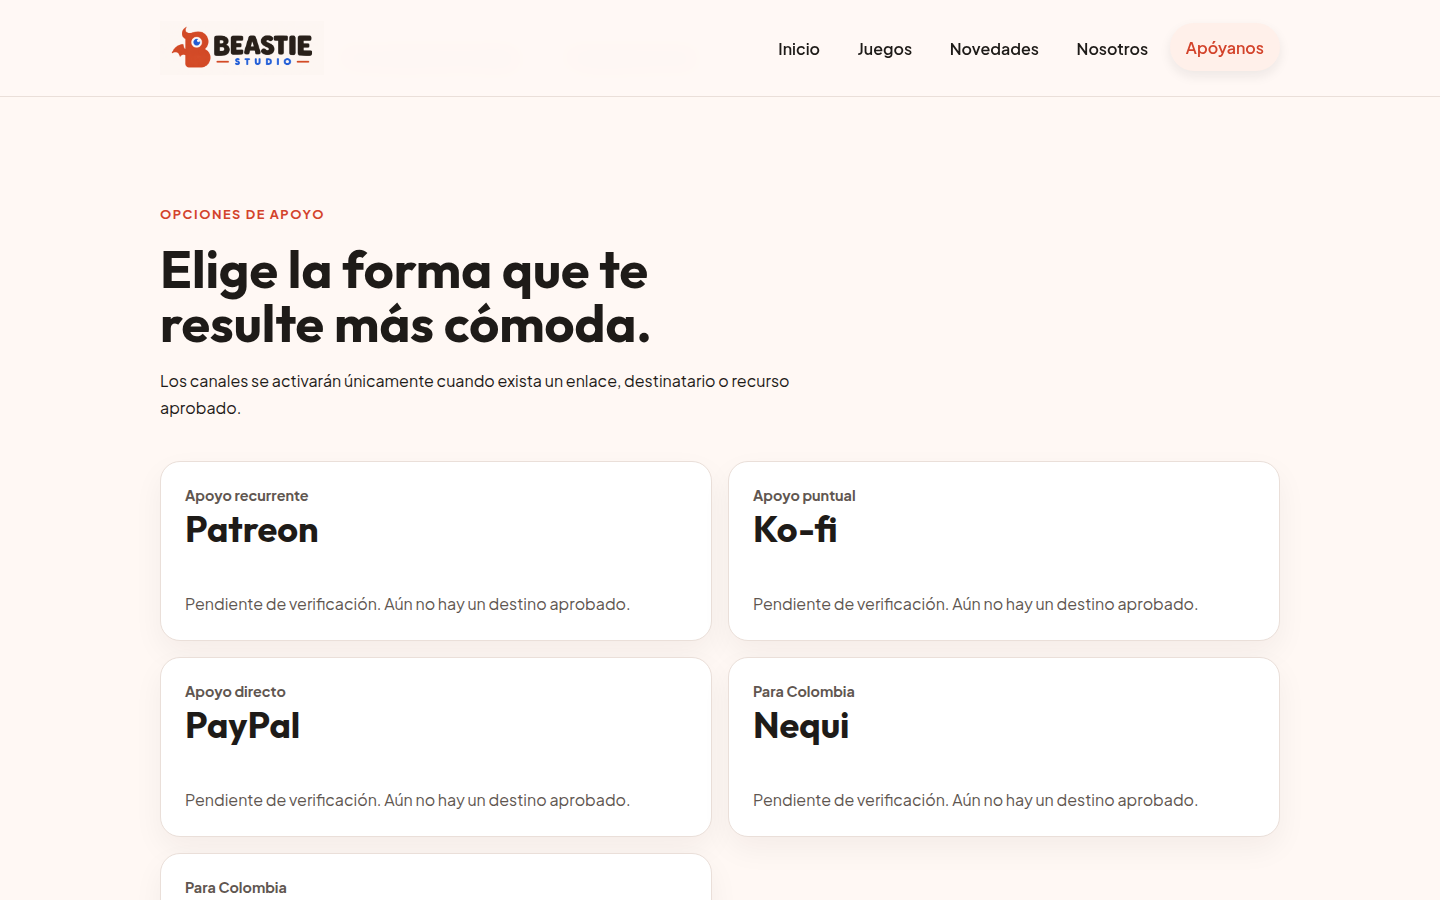 BEASTIE
STUDIO
Inicio
Juegos
Novedades
Nosotros
Apóyanos
OPCIONES DE APOYO
Elige la forma que te
resulte más cómoda.
Los canales se activarán únicamente cuando exista un enlace, destinatario o recurso
aprobado.
Apoyo recurrente
Patreon
Pendiente de verificación. Aún no hay un destino aprobado.
Apoyo puntual
Ko-fi
Pendiente de verificación. Aún no hay un destino aprobado.
Apoyo directo
PayPal
Pendiente de verificación. Aún no hay un destino aprobado.
Para Colombia
Nequi
Pendiente de verificación. Aún no hay un destino aprobado.
Para Colombia